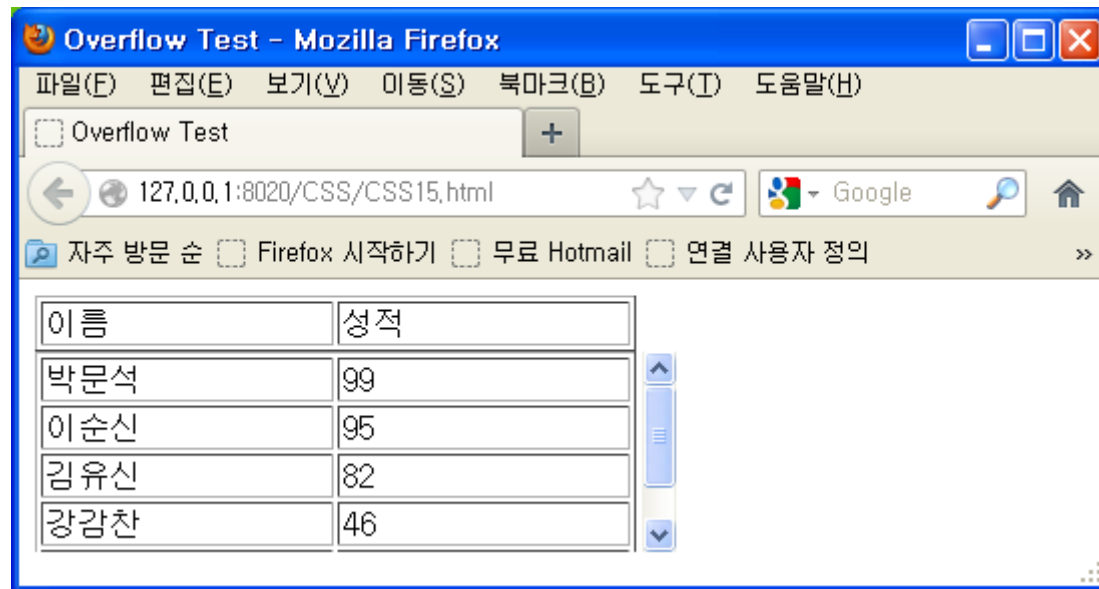 Overflow Test - Mozilla Firefox
파일(F) 편집(E) 보기(V) 이동(S) 북마크(B) 도구(T) 도움말(H)
Overflow Test +
127.0.0.1:8020/CSS/CSS15.html Google
자주 방문 순 Firefox 시작하기 무료 Hotmail 연결 사용자 정의 »
이름 성적
박문석 99
이순신 95
김유신 82
강감찬 46